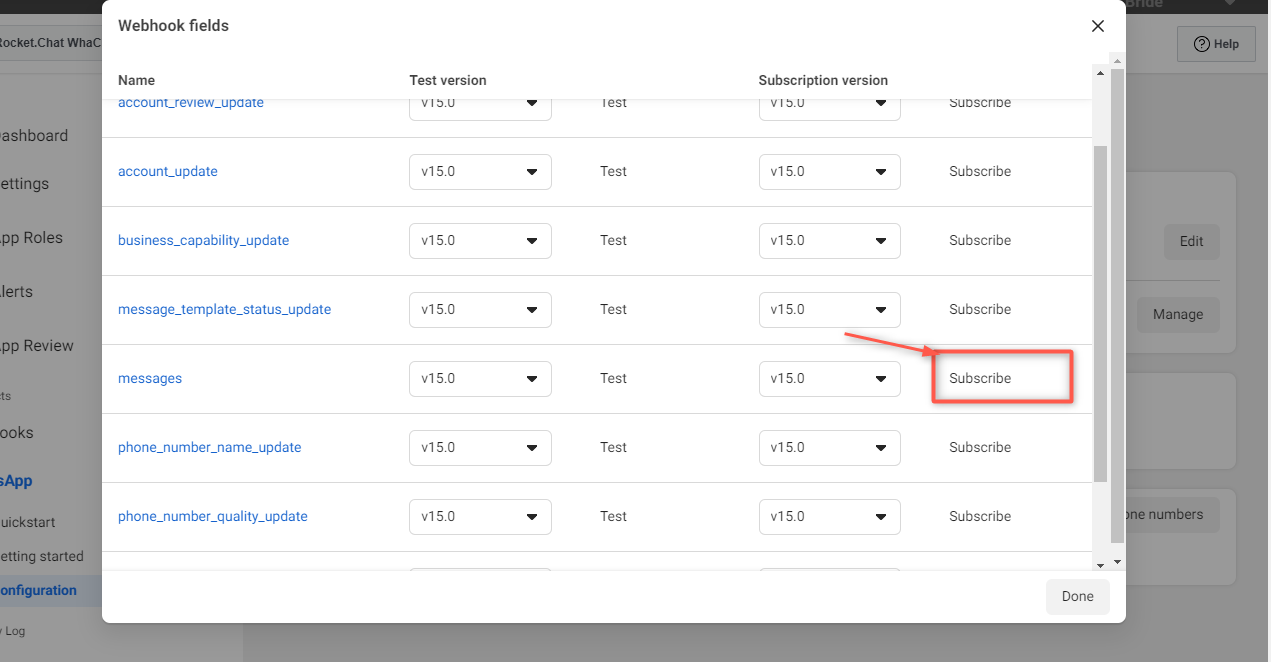 Bride
Webhook fields
Rocket.Chat WhaC
Help
Name Test version Subscription version
account_review_update v15.0 Test v15.0 Subscribe
ashboard
account_update v15.0 Test v15.0 Subscribe
ettings
pp Roles
business_capability_update v15.0 Test v15.0 Subscribe
Edit
lerts
message_template_status_update v15.0 Test v15.0 Subscribe
Manage
pp Review
messages v15.0 Test v15.0 Subscribe
cts
ooks
phone_number_name_update v15.0 Test v15.0 Subscribe
sApp
phone_number_quality_update v15.0 Test v15.0 Subscribe
one numbers
uickstart
etting started
onfiguration
Done
y Log